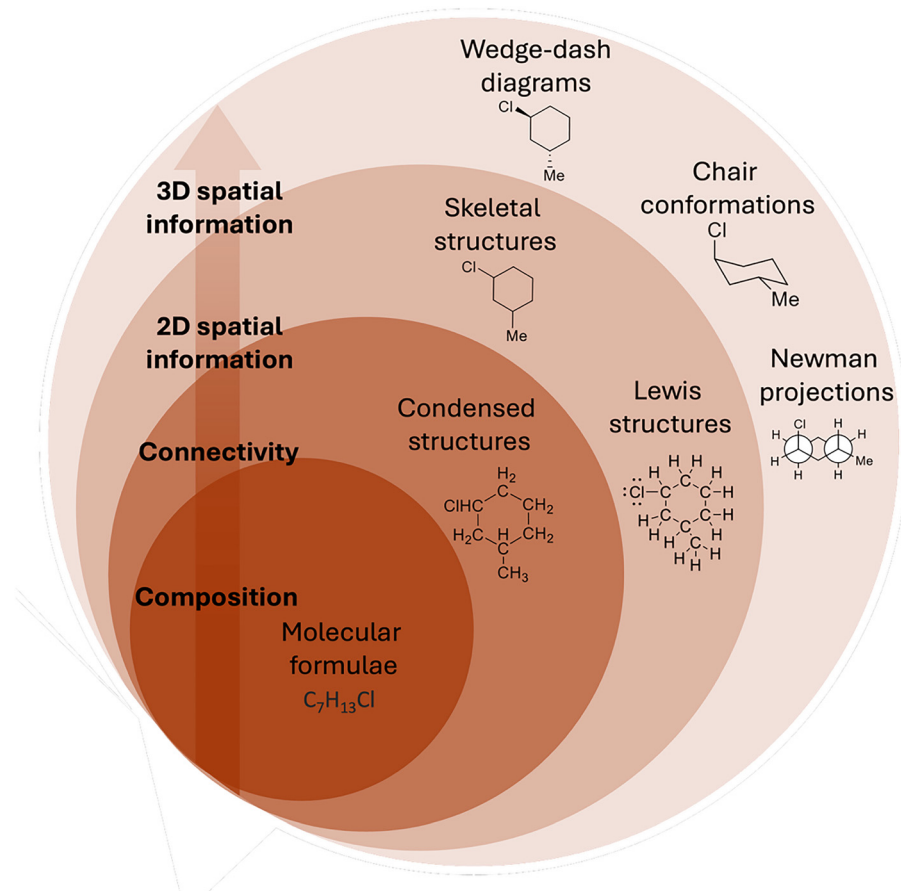 Wedge-dash
diagrams
Cl
Me
3D spatial
information
Chair
conformations
Cl
Me
Skeletal
structures
Cl
Me
2D spatial
information
Newman
projections
Cl H
H H
H Me
H H
Lewis
structures
H H
H C H
:Cl–C C–H
H–C C–H
H C H
H C H
H H
Condensed
structures
H₂
C
ClHC CH₂
H₂C H CH₂
C
CH₃
Connectivity
Composition
Molecular
formulae
C₇H₁₃Cl